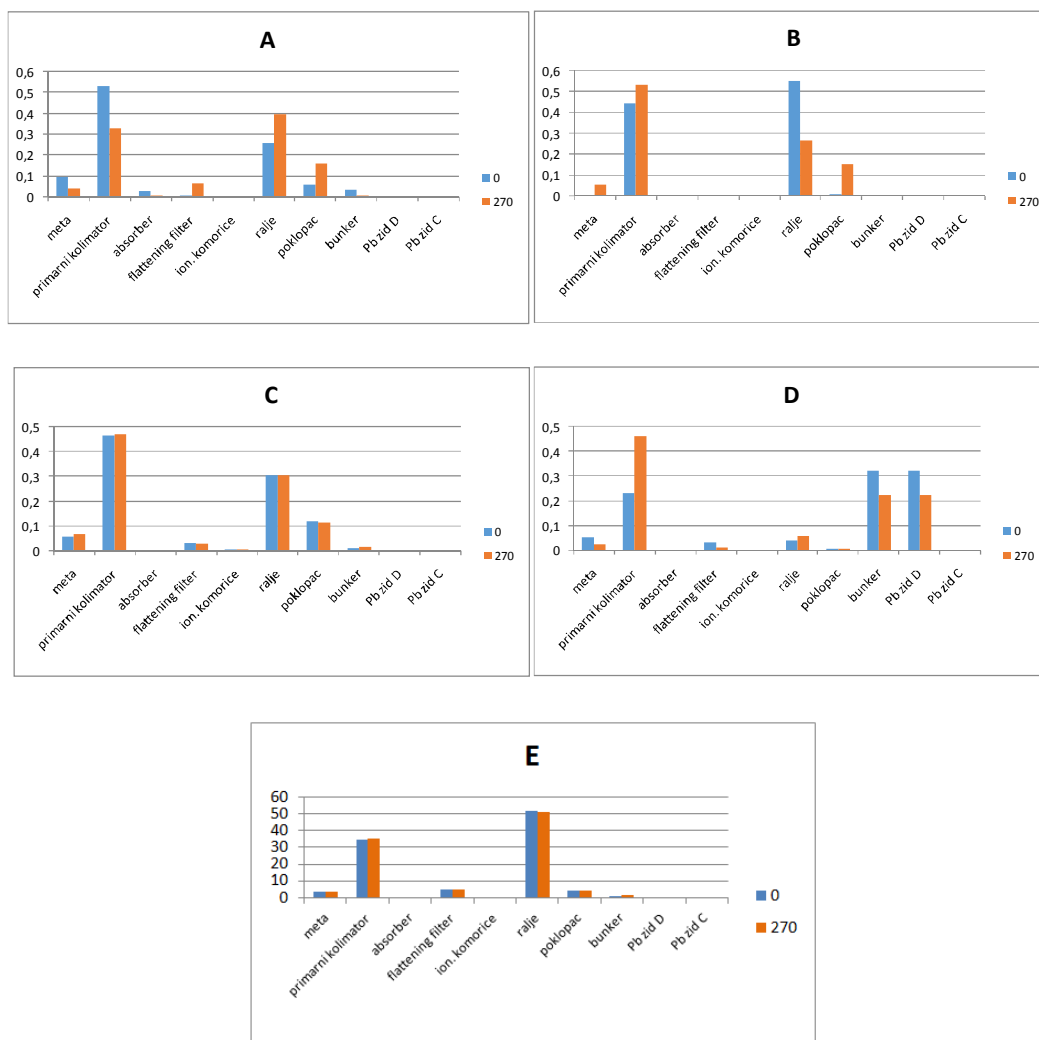 A
0,6
0,5
0,4
0,3
0,2
0,1
0
meta
primarni kolimator
absorber
flattening filter
ion. komorice
ralje
poklopac
bunker
Pb zid D
Pb zid C
0
270
B
0,6
0,5
0,4
0,3
0,2
0,1
0
meta
primarni kolimator
absorber
flattening filter
ion. komorice
ralje
poklopac
bunker
Pb zid D
Pb zid C
0
270
C
0,5
0,4
0,3
0,2
0,1
0
meta
primarni kolimator
absorber
flattening filter
ion. komorice
ralje
poklopac
bunker
Pb zid D
Pb zid C
0
270
D
0,5
0,4
0,3
0,2
0,1
0
meta
primarni kolimator
absorber
flattening filter
ion. komorice
ralje
poklopac
bunker
Pb zid D
Pb zid C
0
270
E
60
50
40
30
20
10
0
meta
primarni kolimator
absorber
flattening filter
ion. komorice
ralje
poklopac
bunker
Pb zid D
Pb zid C
0
270